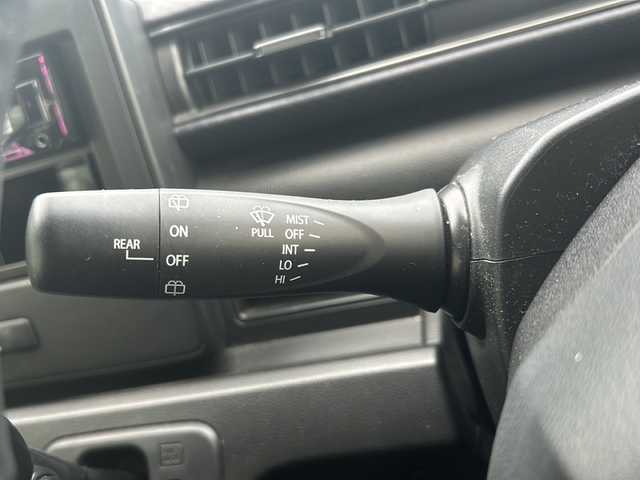 REAR
ON
OFF
PULL
MIST
OFF
INT
LO
HI